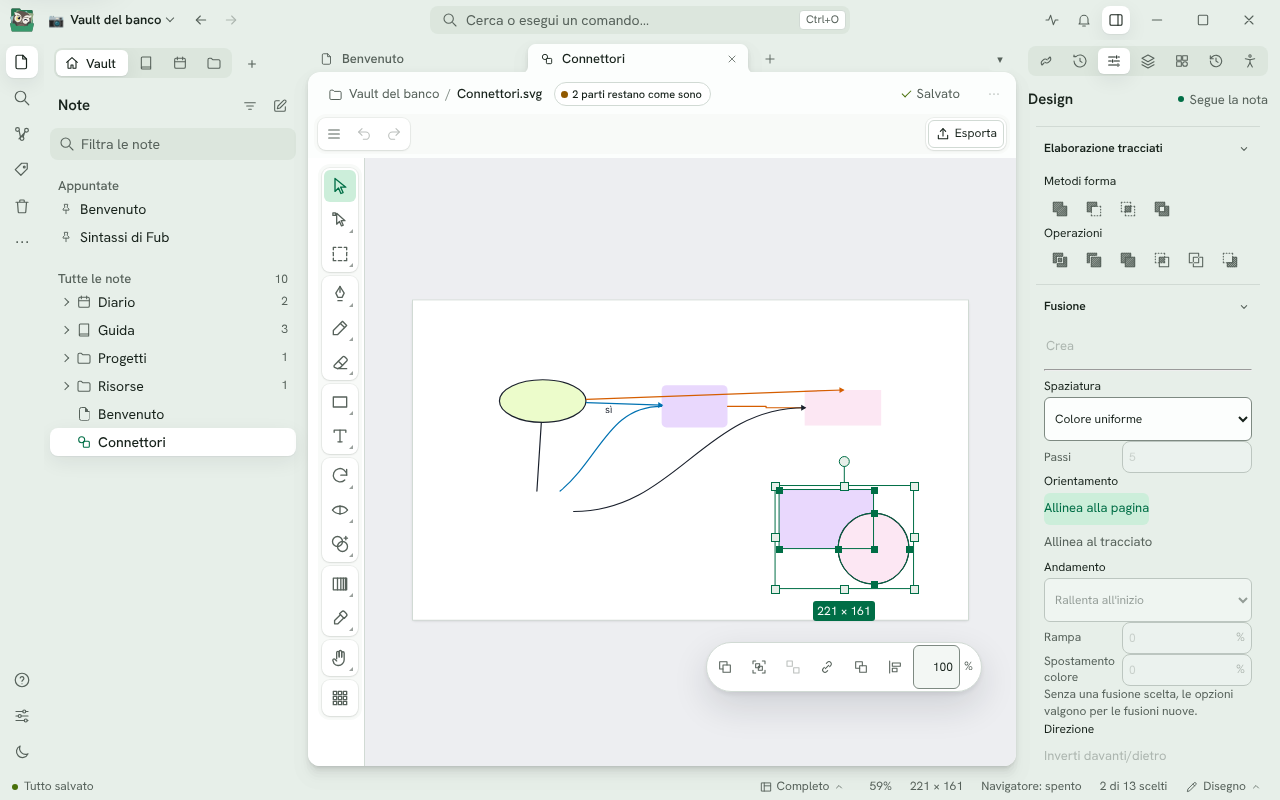 Vault del banco
Cerca o esegui un comando…
Ctrl+O
Vault
Benvenuto
Connettori
Note
Filtra le note
Appuntate
Benvenuto
Sintassi di Fub
Tutte le note 10
Diario 2
Guida 3
Progetti 1
Risorse 1
Benvenuto
Connettori
Vault del banco / Connettori.svg
2 parti restano come sono
Salvato
Esporta
sì
221 × 161
100 %
Design
Segue la nota
Elaborazione tracciati
Metodi forma
Operazioni
Fusione
Crea
Spaziatura
Colore uniforme
Passi 5
Orientamento
Allinea alla pagina
Allinea al tracciato
Andamento
Rallenta all'inizio
Rampa 0 %
Spostamento colore 0 %
Senza una fusione scelta, le opzioni
valgono per le fusioni nuove.
Direzione
Inverti davanti/dietro
Tutto salvato
Completo
59%
221 × 161
Navigatore: spento
2 di 13 scelti
Disegno